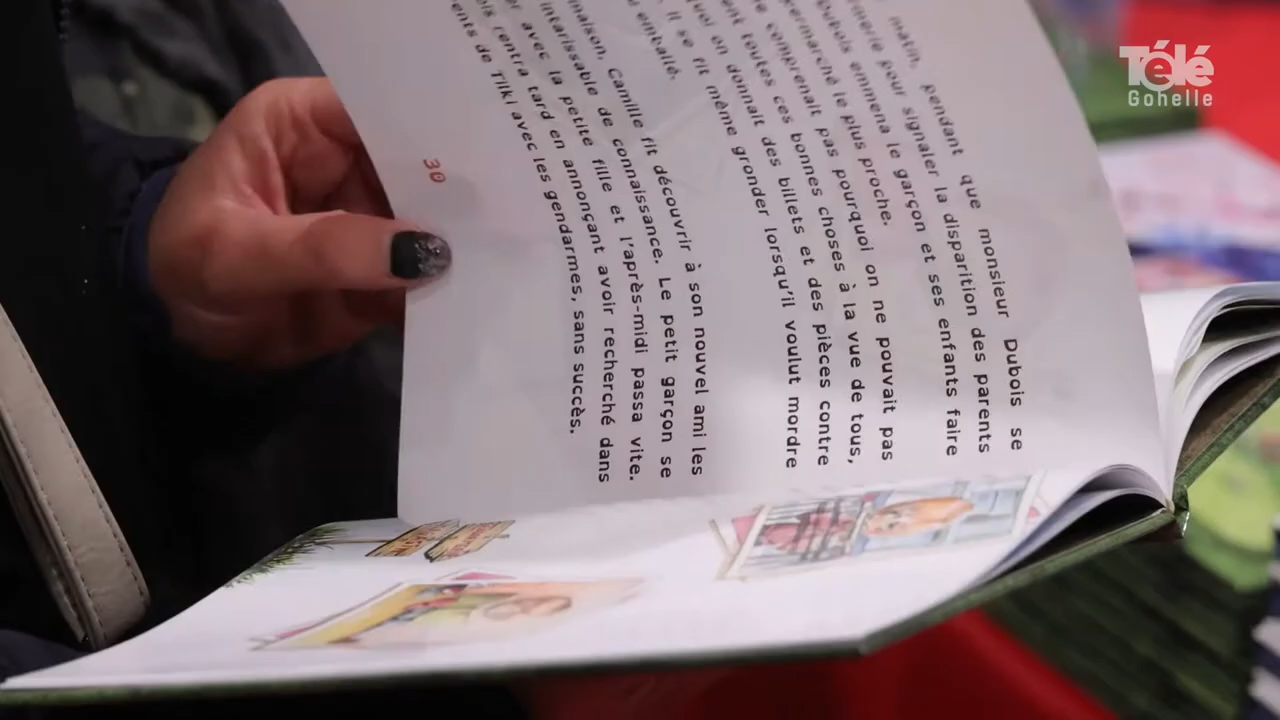 Télé
Gohelle
matin, pendant que monsieur Dubois se
pour signaler la disparition des parents
Dubois emmena le garçon et ses enfants faire
le plus proche.
comprenait pas pourquoi on ne pouvait pas
toutes ces bonnes choses à la vue de tous,
on donnait des billets et des pièces contre
Il se fit même gronder lorsqu'il voulut mordre
emballé.
maison, Camille fit découvrir à son nouvel ami les
intarissable de connaissance. Le petit garçon se
avec la petite fille et l'après-midi passa vite.
rentra tard en annonçant avoir recherché dans
de Tilki avec les gendarmes, sans succès.
30